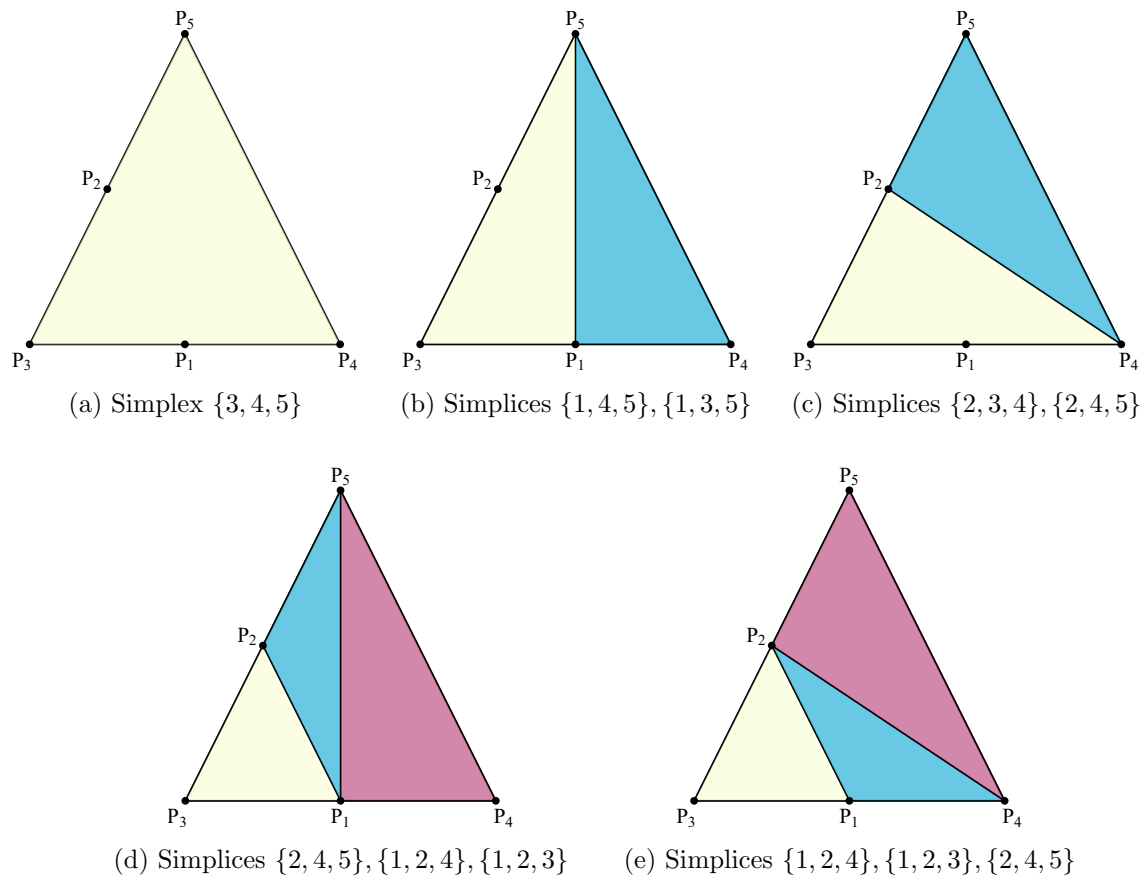 P5 P5 P5
P2 P2 P2
P3 P1 P4 P3 P1 P4 P3 P1 P4
(a) Simplex {3, 4, 5} (b) Simplices {1, 4, 5}, {1, 3, 5} (c) Simplices {2, 3, 4}, {2, 4, 5}
P5 P5
P2 P2
P3 P1 P4 P3 P1 P4
(d) Simplices {2, 4, 5}, {1, 2, 4}, {1, 2, 3} (e) Simplices {1, 2, 4}, {1, 2, 3}, {2, 4, 5}